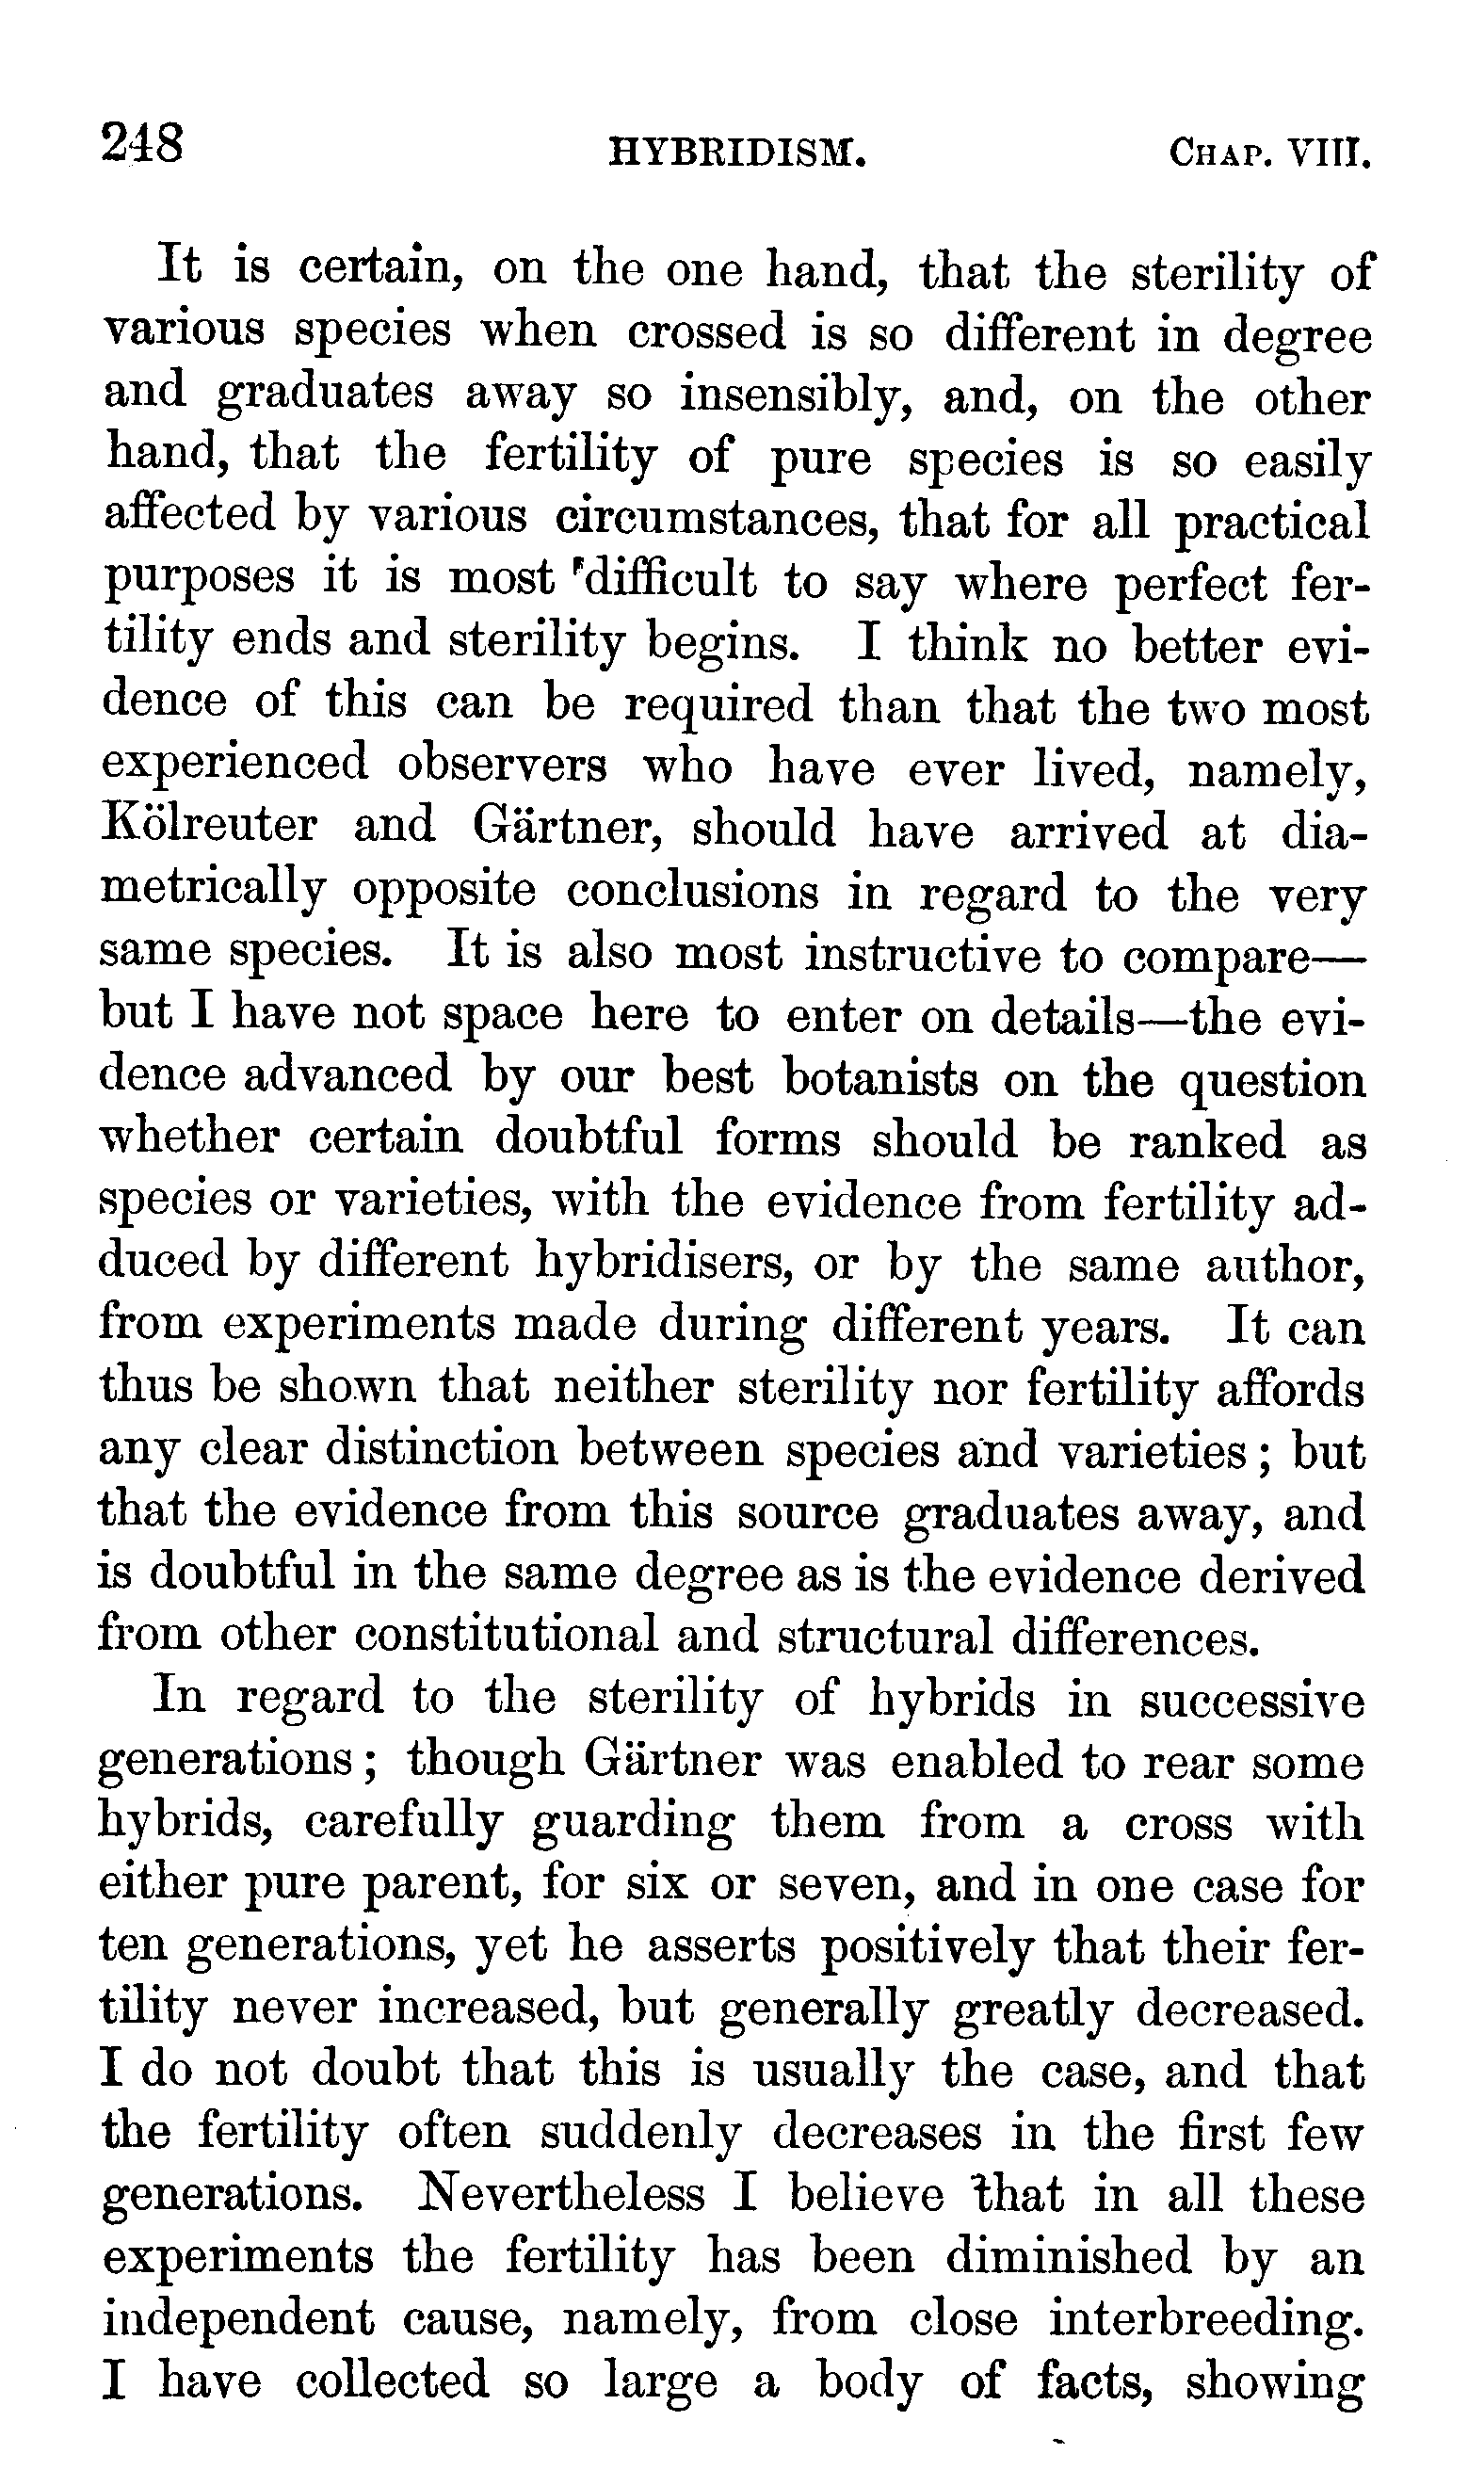 248 HYBRIDISM. CHAP. VIII.
It is certain, on the one hand, that the sterility of
various species when crossed is so different in degree
and graduates away so insensibly, and, on the other
hand, that the fertility of pure species is so easily
affected by various circumstances, that for all practical
purposes it is most difficult to say where perfect fer-
tility ends and sterility begins. I think no better evi-
dence of this can be required than that the two most
experienced observers who have ever lived, namely,
Kölreuter and Gärtner, should have arrived at dia-
metrically opposite conclusions in regard to the very
same species. It is also most instructive to compare—
but I have not space here to enter on details—the evi-
dence advanced by our best botanists on the question
whether certain doubtful forms should be ranked as
species or varieties, with the evidence from fertility ad-
duced by different hybridisers, or by the same author,
from experiments made during different years. It can
thus be shown that neither sterility nor fertility affords
any clear distinction between species and varieties; but
that the evidence from this source graduates away, and
is doubtful in the same degree as is the evidence derived
from other constitutional and structural differences.
In regard to the sterility of hybrids in successive
generations; though Gärtner was enabled to rear some
hybrids, carefully guarding them from a cross with
either pure parent, for six or seven, and in one case for
ten generations, yet he asserts positively that their fer-
tility never increased, but generally greatly decreased.
I do not doubt that this is usually the case, and that
the fertility often suddenly decreases in the first few
generations. Nevertheless I believe that in all these
experiments the fertility has been diminished by an
independent cause, namely, from close interbreeding.
I have collected so large a body of facts, showing